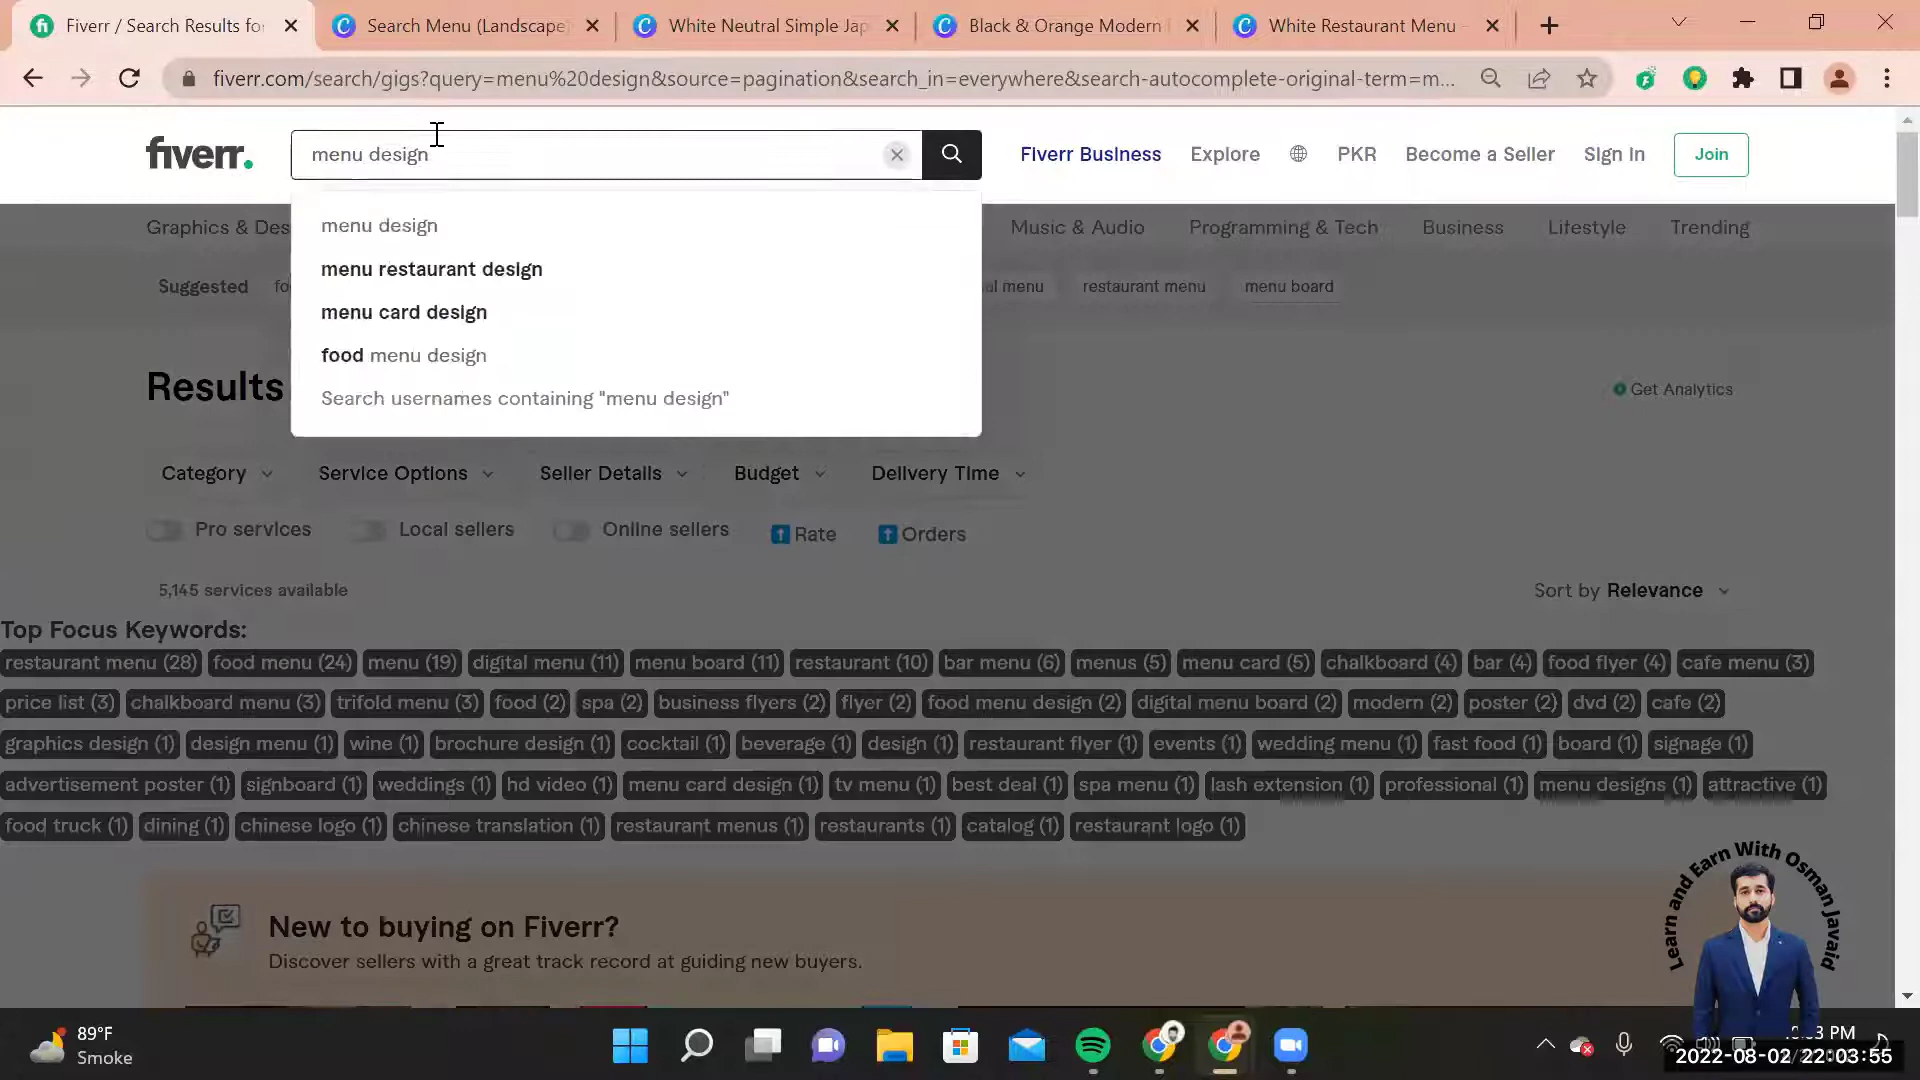 Fiverr / Search Results for
Search Menu (Landscape)
White Neutral Simple Jap
Black & Orange Modern
White Restaurant Menu -
fiverr.com/search/gigs?query=menu%20design&source=pagination&search_in=everywhere&search-autocomplete-original-term=m...
fiverr.
menu design
Fiverr Business
Explore
PKR
Become a Seller
Sign in
Join
menu design
menu restaurant design
menu card design
food menu design
Search usernames containing "menu design"
Graphics & Des
Music & Audio
Programming & Tech
Business
Lifestyle
Trending
Suggested
fo
al menu
restaurant menu
menu board
Results
Get Analytics
Category
Service Options
Seller Details
Budget
Delivery Time
Pro services
Local sellers
Online sellers
Rate
Orders
5,145 services available
Sort by Relevance
Top Focus Keywords:
restaurant menu (28) food menu (24) menu (19) digital menu (11) menu board (11) restaurant (10) bar menu (6) menus (5) menu card (5) chalkboard (4) bar (4) food flyer (4) cafe menu (3)
price list (3) chalkboard menu (3) trifold menu (3) food (2) spa (2) business flyers (2) flyer (2) food menu design (2) digital menu board (2) modern (2) poster (2) dvd (2) cafe (2)
graphics design (1) design menu (1) wine (1) brochure design (1) cocktail (1) beverage (1) design (1) restaurant flyer (1) events (1) wedding menu (1) fast food (1) board (1) signage (1)
advertisement poster (1) signboard (1) weddings (1) hd video (1) menu card design (1) tv menu (1) best deal (1) spa menu (1) lash extension (1) professional (1) menu designs (1) attractive (1)
food truck (1) dining (1) chinese logo (1) chinese translation (1) restaurant menus (1) restaurants (1) catalog (1) restaurant logo (1)
New to buying on Fiverr?
Discover sellers with a great track record at guiding new buyers.
Learn and Earn With Osman Javaid
89°F
Smoke
PM
2022-08-02 22:03:55